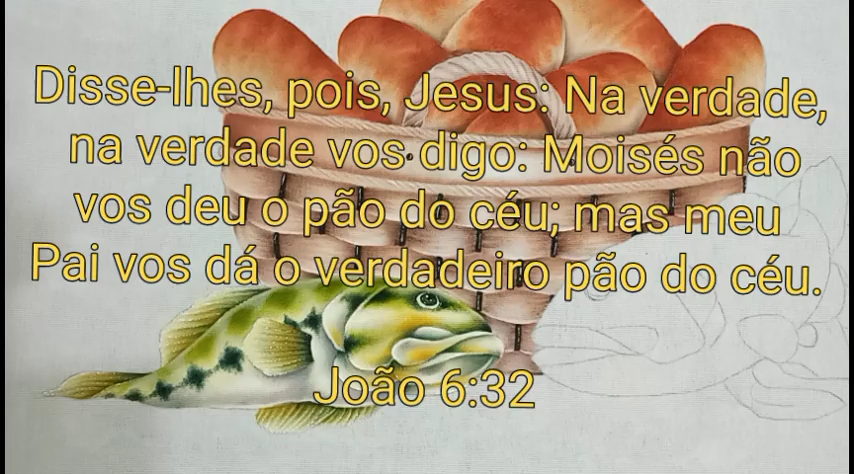 Disse-lhes, pois, Jesus: Na verdade,
na verdade vos digo: Moisés não
vos deu o pão do céu; mas meu
Pai vos dá o verdadeiro pão do céu.
João 6:32